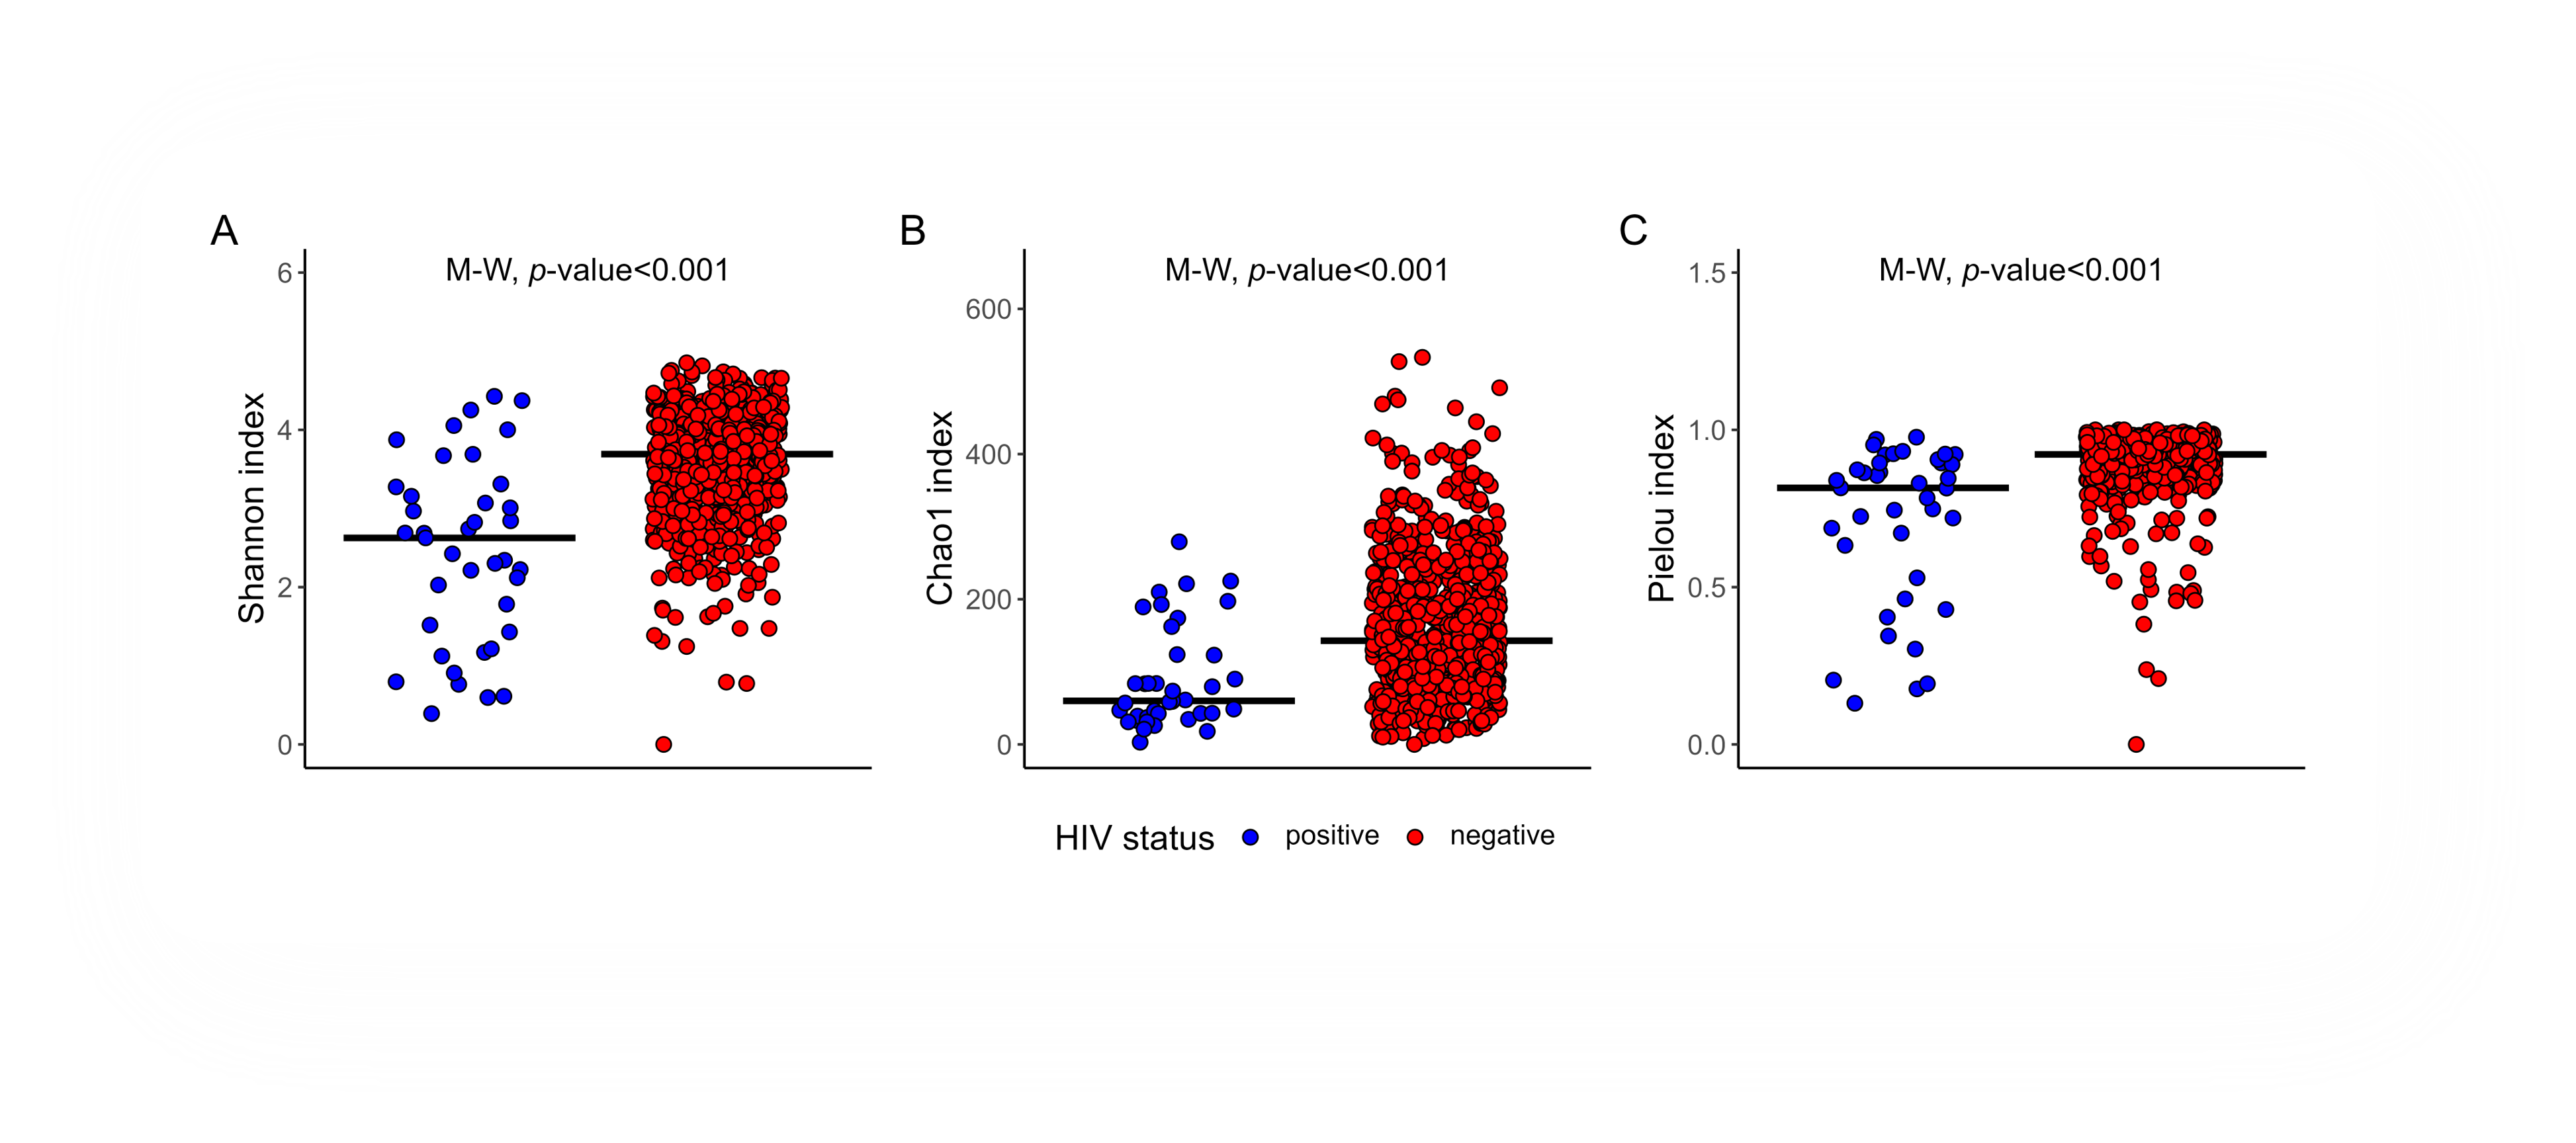 A
M-W, p-value<0.001
Shannon index
6
4
2
0
B
M-W, p-value<0.001
Chao1 index
600
400
200
0
C
M-W, p-value<0.001
Pielou index
1.5
1.0
0.5
0.0
HIV status positive negative